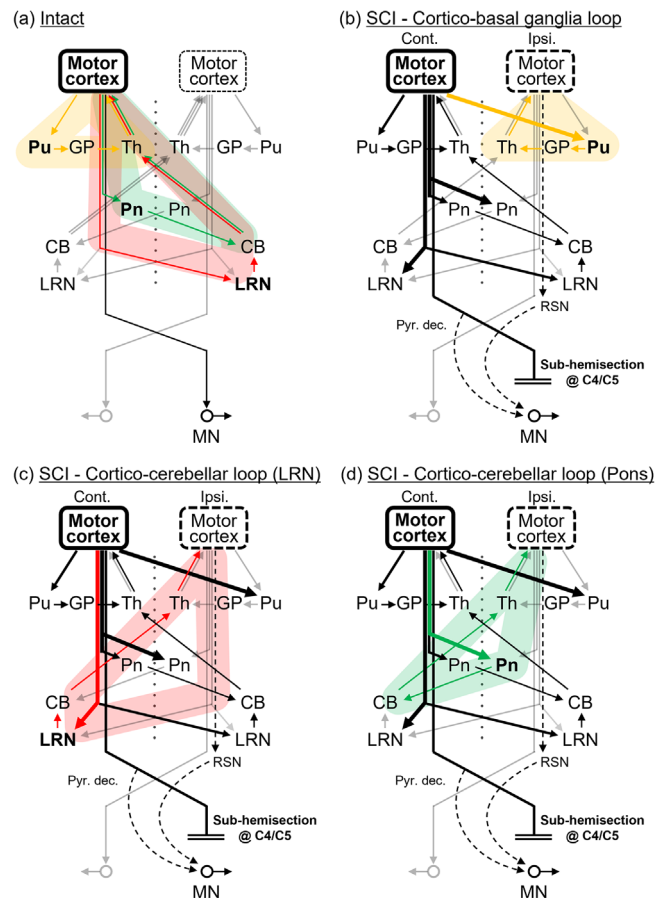 (a) Intact
Motor
cortex
Motor
cortex
Pu GP Th Th GP Pu
Pn Pn
CB CB
LRN LRN
MN
(b) SCI - Cortico-basal ganglia loop
Cont. Ipsi.
Motor
cortex
Motor
cortex
Pu GP Th Th GP Pu
Pn Pn
CB CB
LRN LRN
RSN
Pyr. dec.
Sub-hemisection
@ C4/C5
MN
(c) SCI - Cortico-cerebellar loop (LRN)
Cont. Ipsi.
Motor
cortex
Motor
cortex
Pu GP Th Th GP Pu
Pn Pn
CB CB
LRN LRN
RSN
Pyr. dec.
Sub-hemisection
@ C4/C5
MN
(d) SCI - Cortico-cerebellar loop (Pons)
Cont. Ipsi.
Motor
cortex
Motor
cortex
Pu GP Th Th GP Pu
Pn Pn
CB CB
LRN LRN
RSN
Pyr. dec.
Sub-hemisection
@ C4/C5
MN